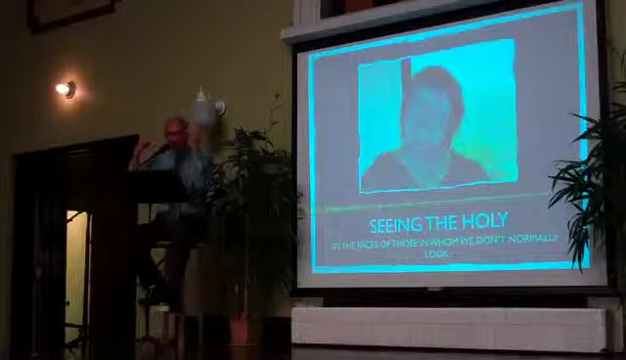 SEEING THE HOLY
IN THE FACES OF THOSE IN WHOM WE DON'T NORMALLY
LOOK